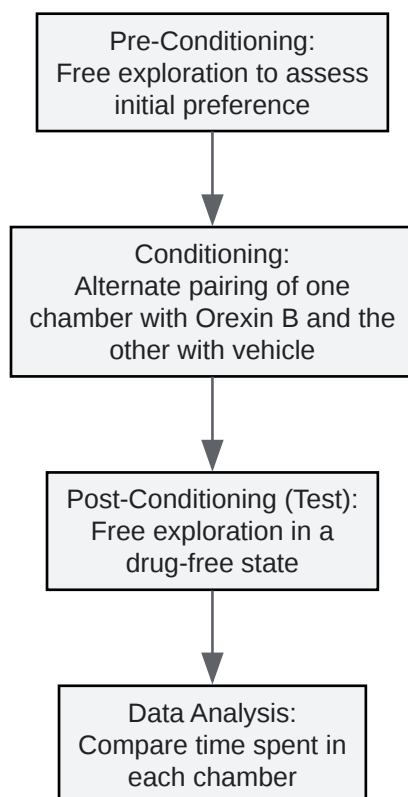 Pre-Conditioning:
Free exploration to assess
initial preference
Conditioning:
Alternate pairing of one
chamber with Orexin B and the
other with vehicle
Post-Conditioning (Test):
Free exploration in a
drug-free state
Data Analysis:
Compare time spent in
each chamber